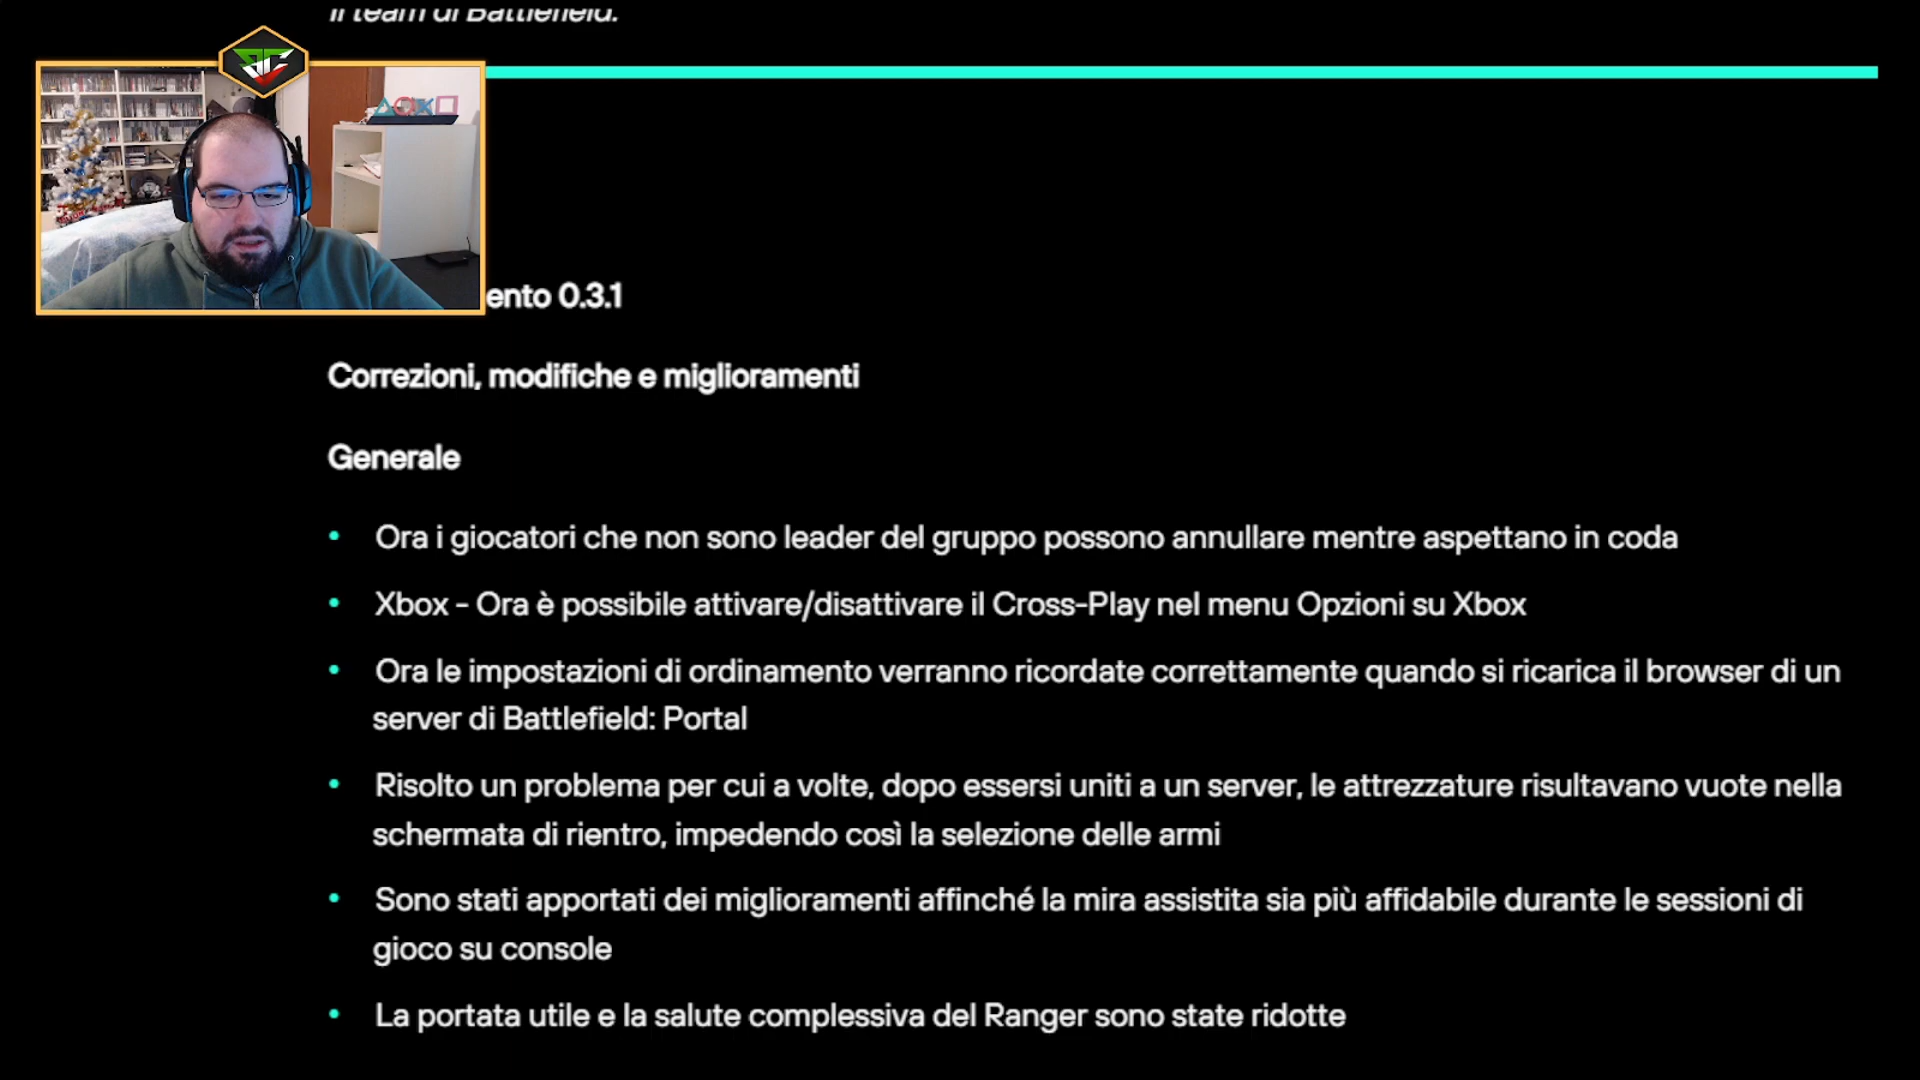 Il team di Battlefield.
ento 0.3.1
Correzioni, modifiche e miglioramenti
Generale
• Ora i giocatori che non sono leader del gruppo possono annullare mentre aspettano in coda
• Xbox - Ora è possibile attivare/disattivare il Cross-Play nel menu Opzioni su Xbox
• Ora le impostazioni di ordinamento verranno ricordate correttamente quando si ricarica il browser di un
server di Battlefield: Portal
• Risolto un problema per cui a volte, dopo essersi uniti a un server, le attrezzature risultavano vuote nella
schermata di rientro, impedendo così la selezione delle armi
• Sono stati apportati dei miglioramenti affinché la mira assistita sia più affidabile durante le sessioni di
gioco su console
• La portata utile e la salute complessiva del Ranger sono state ridotte